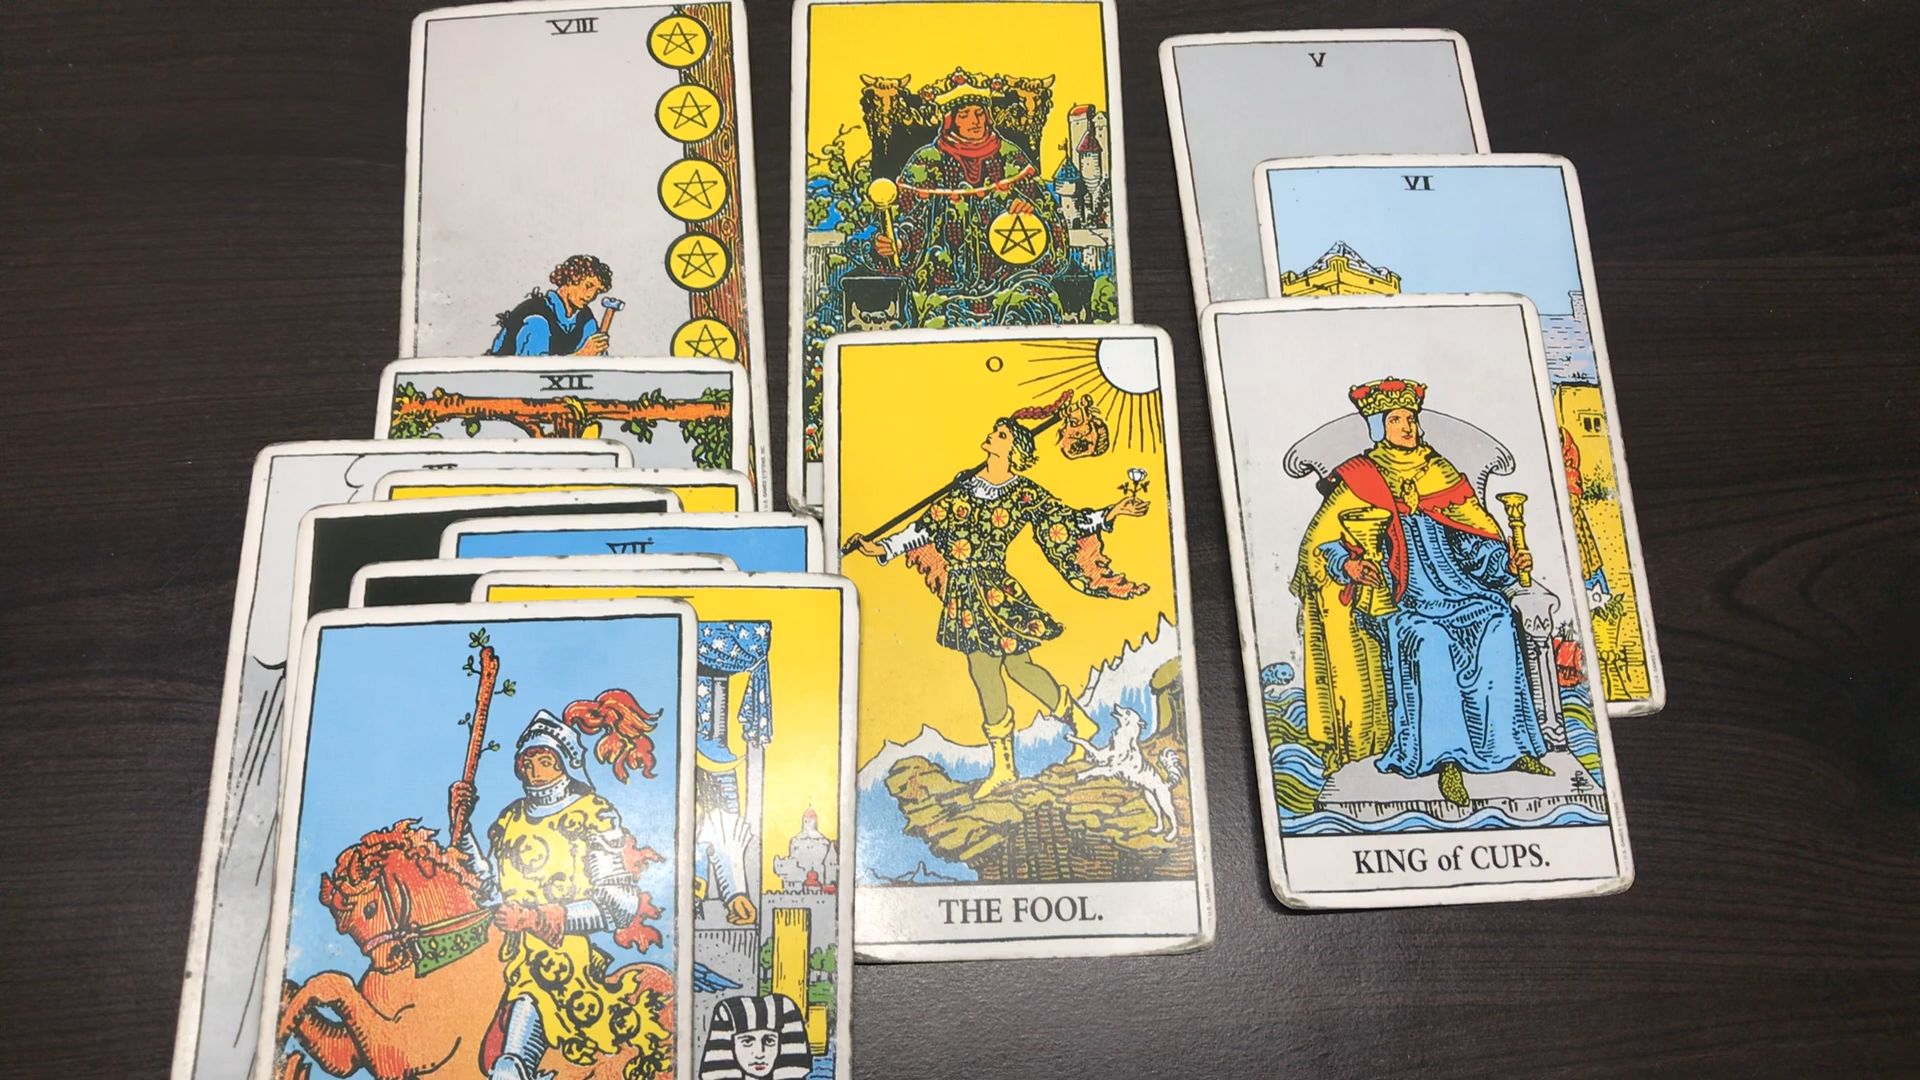 VIII
V
VI
O
XII
VII
THE FOOL.
KING of CUPS.